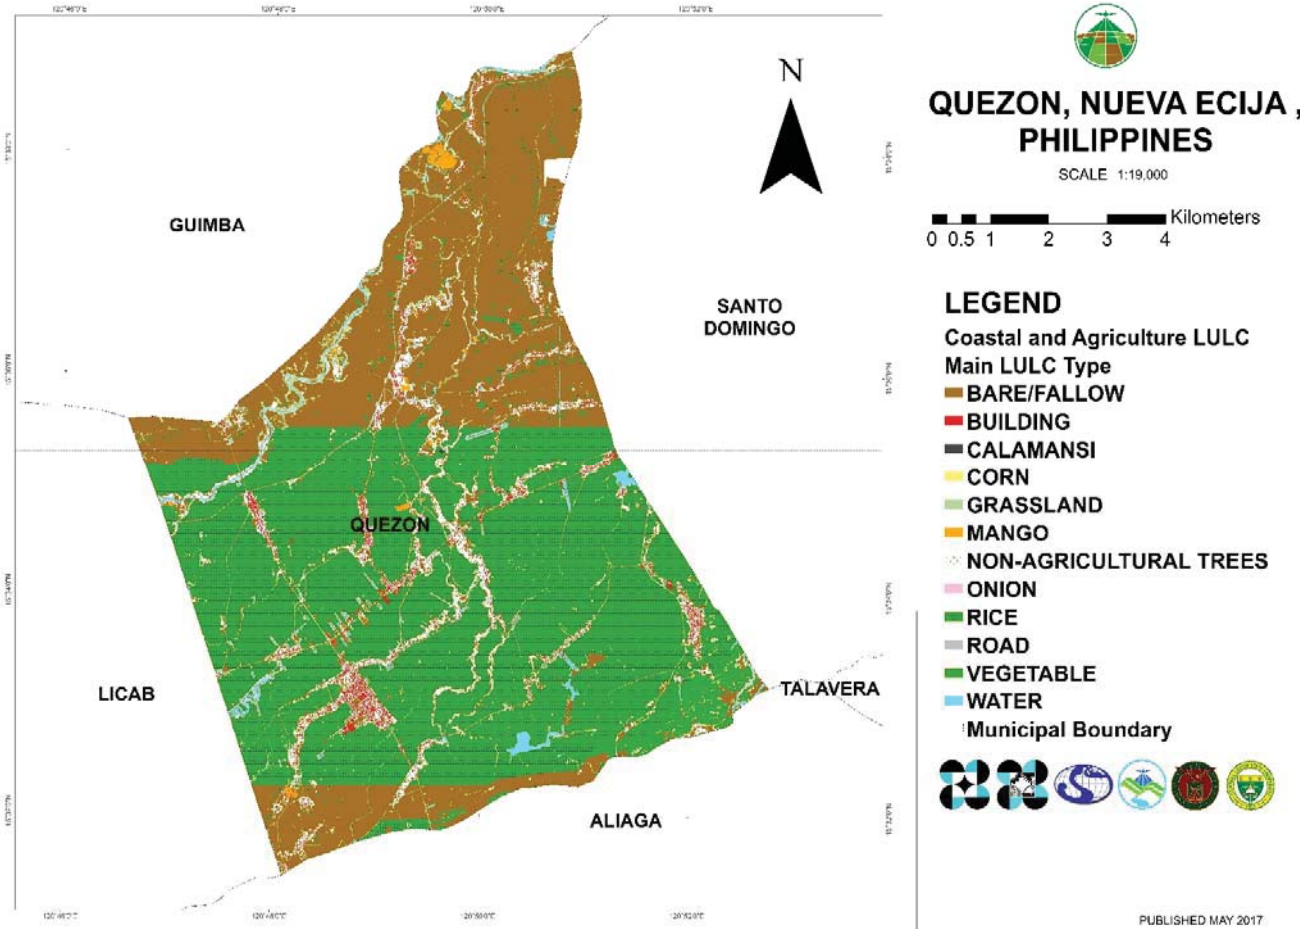 QUEZON, NUEVA ECIJA ,
PHILIPPINES
SCALE 1:19,000
Kilometers
0 0.5 1 2 3 4
N
GUIMBA
SANTO
DOMINGO
QUEZON
LICAB
TALAVERA
ALIAGA
LEGEND
Coastal and Agriculture LULC
Main LULC Type
BARE/FALLOW
BUILDING
CALAMANSI
CORN
GRASSLAND
MANGO
NON-AGRICULTURAL TREES
ONION
RICE
ROAD
VEGETABLE
WATER
Municipal Boundary
PUBLISHED MAY 2017